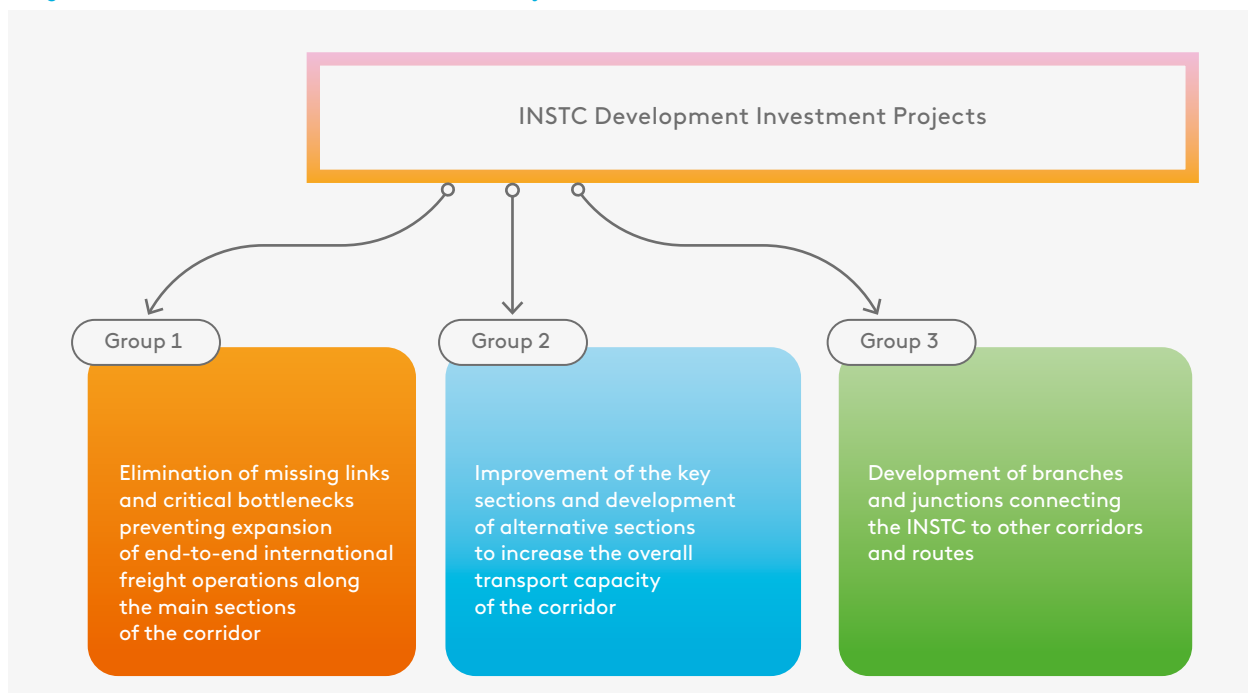 INSTC Development Investment Projects
Group 1
Elimination of missing links
and critical bottlenecks
preventing expansion
of end-to-end international
freight operations along
the main sections
of the corridor
Group 2
Improvement of the key
sections and development
of alternative sections
to increase the overall
transport capacity
of the corridor
Group 3
Development of branches
and junctions connecting
the INSTC to other corridors
and routes